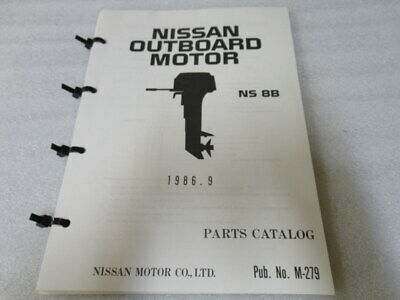 NISSAN
OUTBOARD
MOTOR
NS 8B
1986.9
PARTS CATALOG
NISSAN MOTOR CO., LTD.
Pub. No. M-279